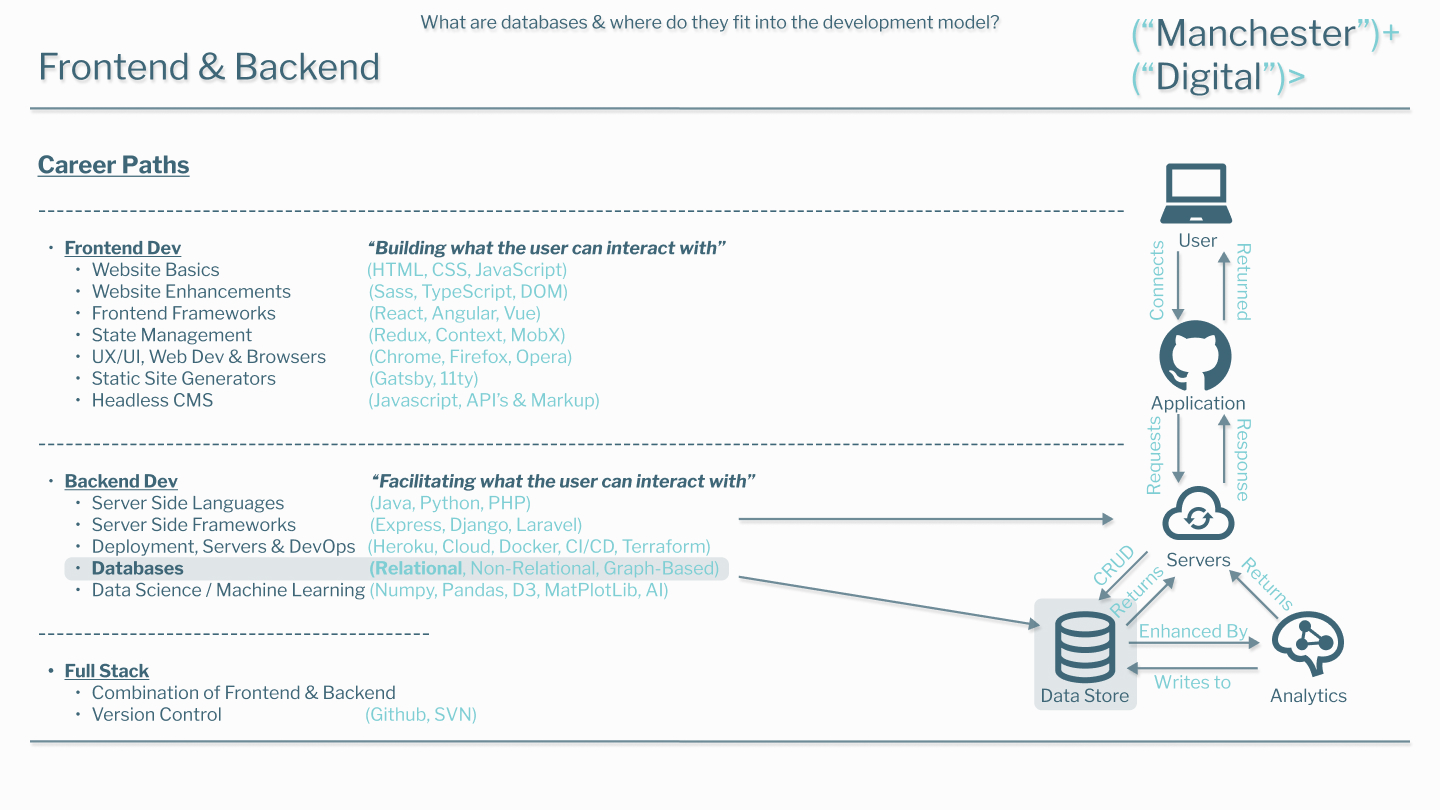 What are databases & where do they fit into the development model?
Frontend & Backend
(“Manchester”)+
(“Digital”)>
Career Paths
• Frontend Dev “Building what the user can interact with”
• Website Basics (HTML, CSS, JavaScript)
• Website Enhancements (Sass, TypeScript, DOM)
• Frontend Frameworks (React, Angular, Vue)
• State Management (Redux, Context, MobX)
• UX/UI, Web Dev & Browsers (Chrome, Firefox, Opera)
• Static Site Generators (Gatsby, 11ty)
• Headless CMS (Javascript, API’s & Markup)
• Backend Dev “Facilitating what the user can interact with”
• Server Side Languages (Java, Python, PHP)
• Server Side Frameworks (Express, Django, Laravel)
• Deployment, Servers & DevOps (Heroku, Cloud, Docker, CI/CD, Terraform)
• Databases (Relational, Non-Relational, Graph-Based)
• Data Science / Machine Learning (Numpy, Pandas, D3, MatPlotLib, AI)
• Full Stack
• Combination of Frontend & Backend
• Version Control (Github, SVN)
User
Connects
Returned
Application
Requests
Response
Servers
CRUD
Returns
Returns
Enhanced By
Writes to
Data Store
Analytics